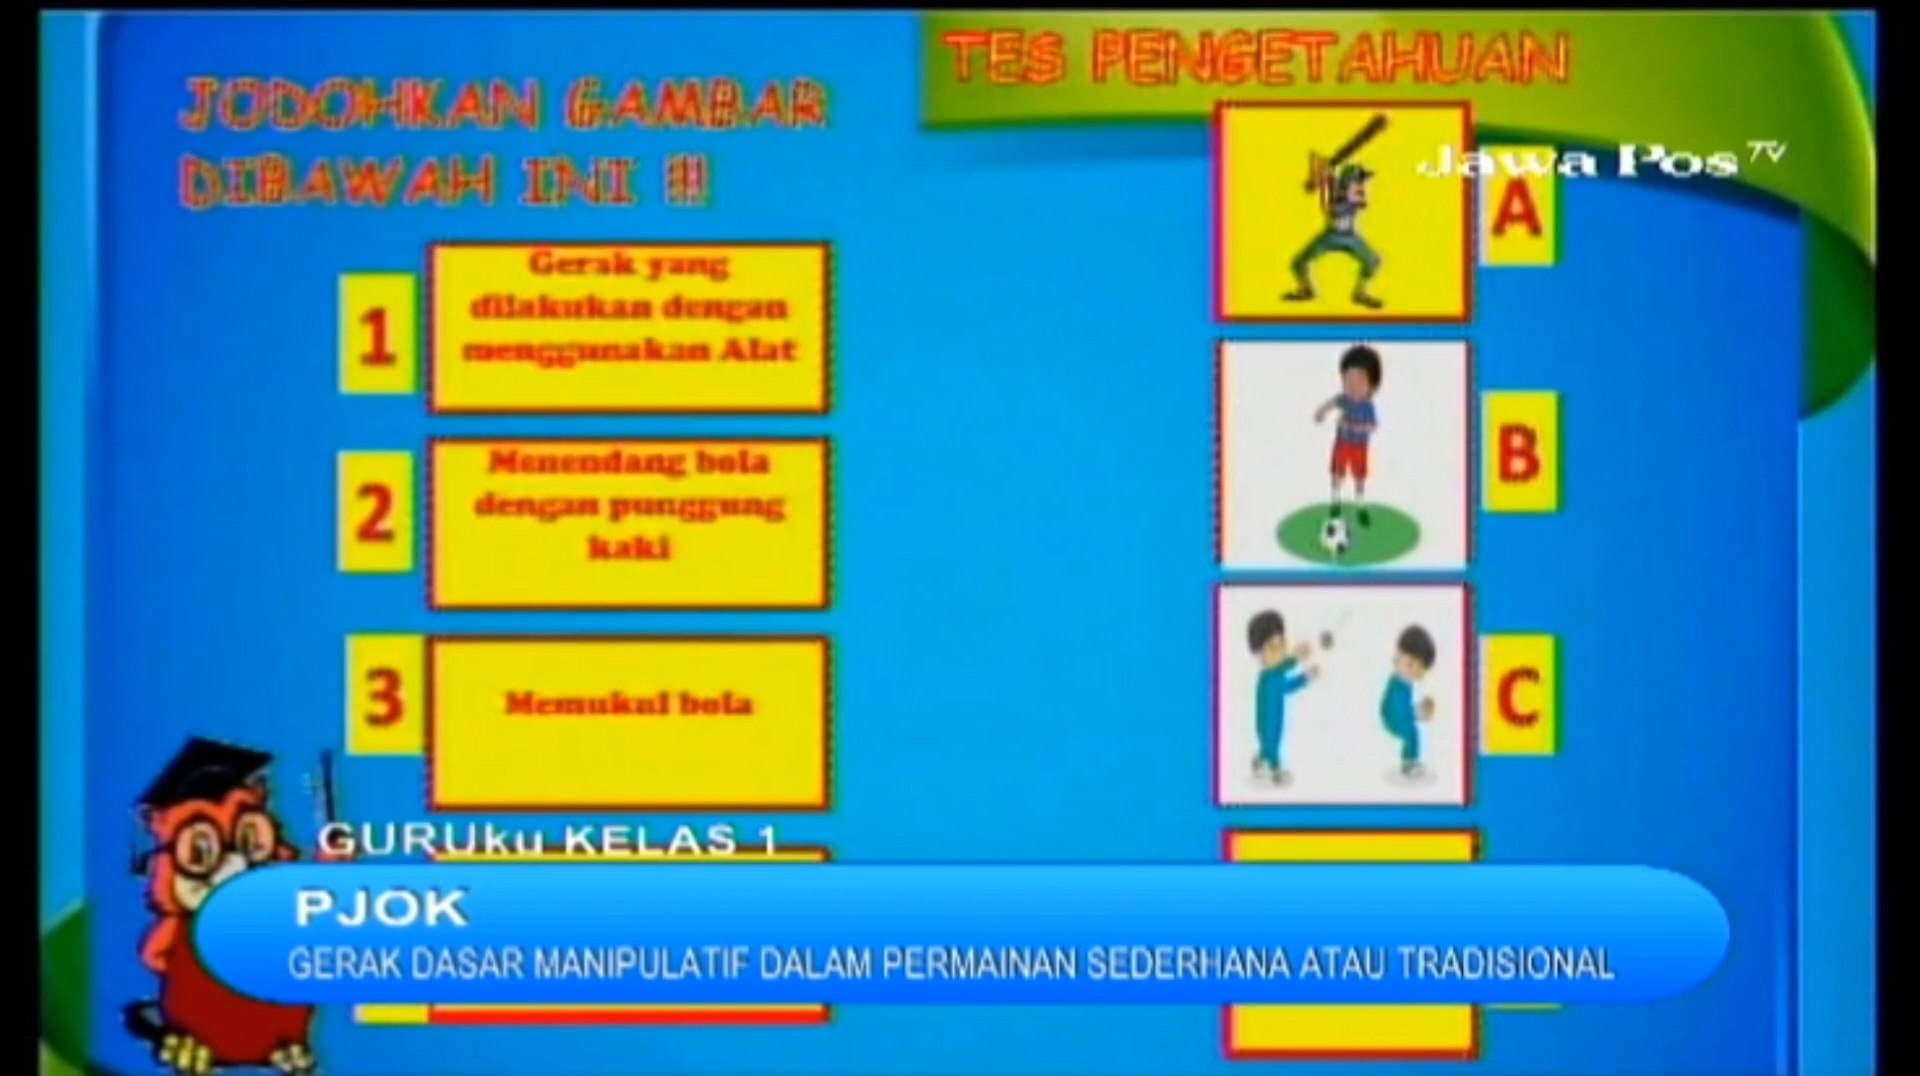 TES PENGETAHUAN
JODOHKAN GAMBAR
DIBAWAH INI !!!
Jawa Pos TV
A
1
Gerak yang
dilakukan dengan
menggunakan Alat
B
2
Menendang bola
dengan punggung
kaki
C
3
Memukul bola
GURUku KELAS 1
PJOK
GERAK DASAR MANIPULATIF DALAM PERMAINAN SEDERHANA ATAU TRADISIONAL